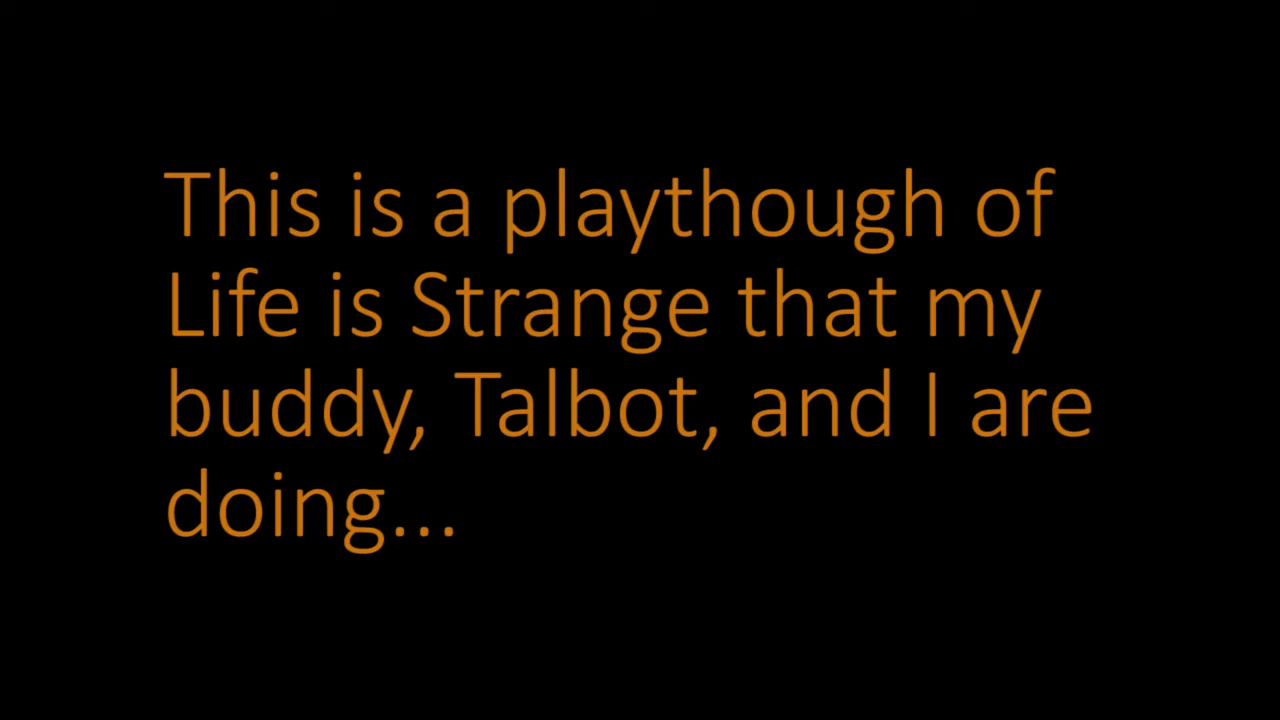 This is a playthough of
Life is Strange that my
buddy, Talbot, and I are
doing...